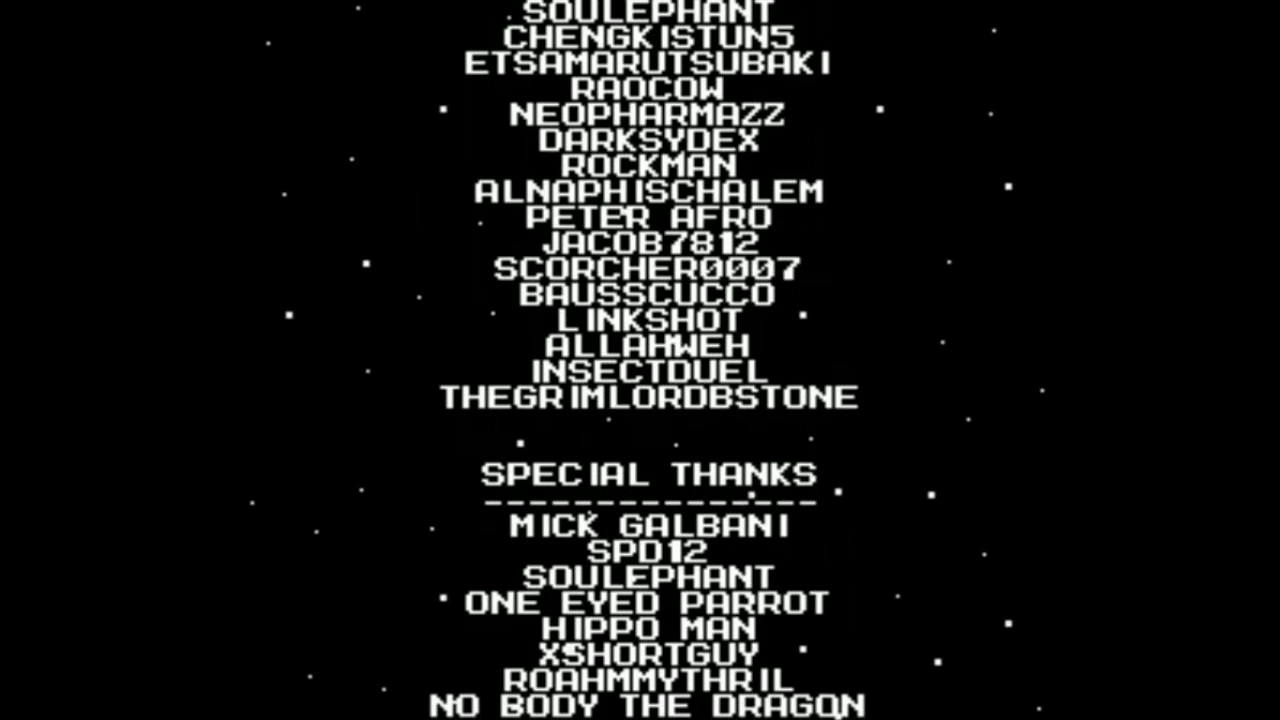 SOULEPHANT
CHENGKISTUN5
ETSAMARUTSUBAKI
RAOCOW
NEOPHARMAZZ
DARKSYDEX
ROCKMAN
ALNAPHISCHALEM
PETER AFRO
JACOB7812
SCORCHER0007
BAUSSCUCCO
LINKSHOT
ALLAHWEH
INSECTDUEL
THEGRIMLORDBSTONE
SPECIAL THANKS
---------------
MICK GALBANI
SPD12
SOULEPHANT
ONE EYED PARROT
HIPPO MAN
XSHORTGUY
ROAHMMYTHRIL
NO BODY THE DRAGON